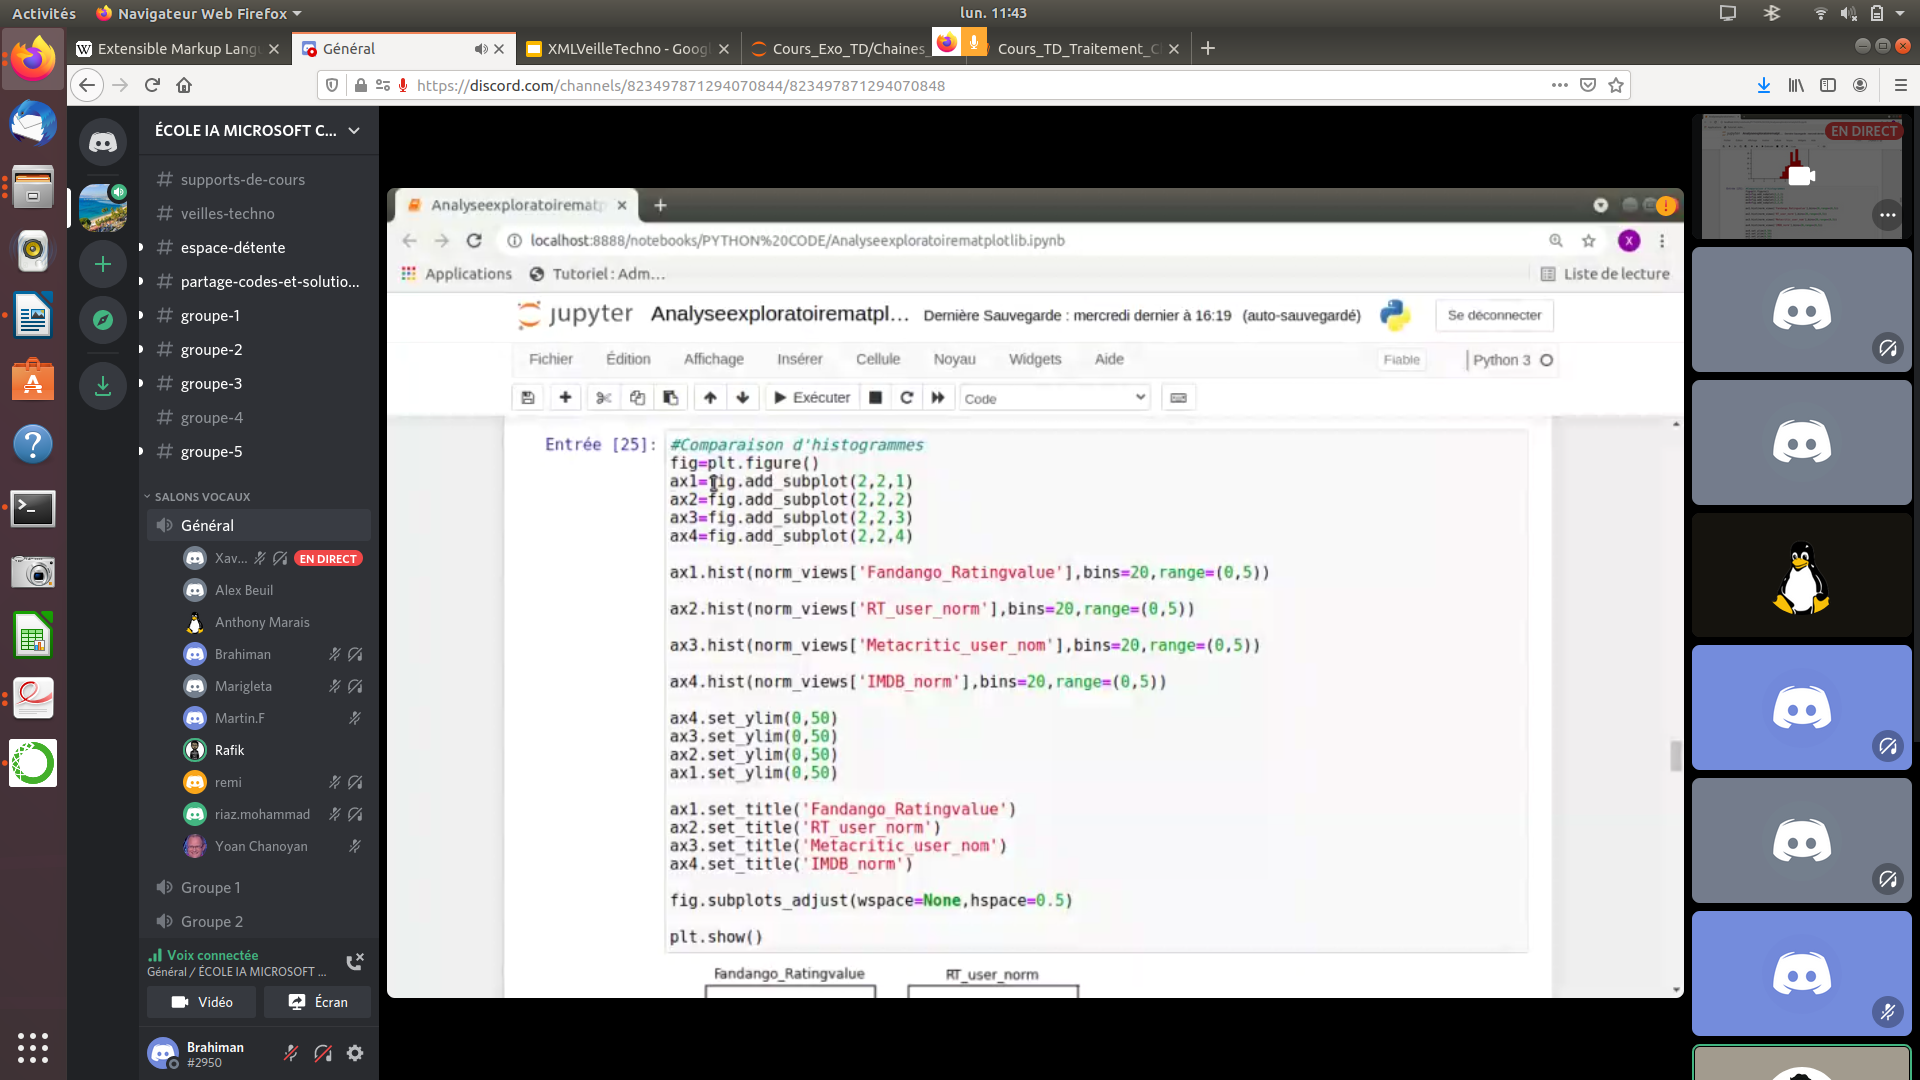 Activités
Navigateur Web Firefox
lun. 11:43
Extensible Markup Langu
Général
XMLVeilleTechno - Googl
Cours_Exo_TD/Chaines_
Cours_TD_Traitement_C
https://discord.com/channels/823497871294070844/823497871294070848
ÉCOLE IA MICROSOFT C...
# supports-de-cours
# veilles-techno
# espace-détente
# partage-codes-et-solutio...
# groupe-1
# groupe-2
# groupe-3
# groupe-4
# groupe-5
SALONS VOCAUX
Général
Xav... EN DIRECT
Alex Beuil
Anthony Marais
Brahiman
Marigleta
Martin.F
Rafik
remi
riaz.mohammad
Yoan Chanoyan
Groupe 1
Groupe 2
Voix connectée
Général / ÉCOLE IA MICROSOFT ...
Vidéo
Écran
Brahiman
#2950
Analyseexploratoirematp
localhost:8888/notebooks/PYTHON%20CODE/Analyseexploratoirematplotlib.ipynb
X
Applications
Tutoriel : Adm...
Liste de lecture
jupyter
Analyseexploratoirematpl...
Dernière Sauvegarde : mercredi dernier à 16:19 (auto-sauvegardé)
Se déconnecter
Fichier Édition Affichage Insérer Cellule Noyau Widgets Aide
Fiable
Python 3
Exécuter
Code
Entrée [25]:
#Comparaison d'histogrammes
fig=plt.figure()
ax1=fig.add_subplot(2,2,1)
ax2=fig.add_subplot(2,2,2)
ax3=fig.add_subplot(2,2,3)
ax4=fig.add_subplot(2,2,4)
ax1.hist(norm_views['Fandango_Ratingvalue'],bins=20,range=(0,5))
ax2.hist(norm_views['RT_user_norm'],bins=20,range=(0,5))
ax3.hist(norm_views['Metacritic_user_nom'],bins=20,range=(0,5))
ax4.hist(norm_views['IMDB_norm'],bins=20,range=(0,5))
ax4.set_ylim(0,50)
ax3.set_ylim(0,50)
ax2.set_ylim(0,50)
ax1.set_ylim(0,50)
ax1.set_title('Fandango_Ratingvalue')
ax2.set_title('RT_user_norm')
ax3.set_title('Metacritic_user_nom')
ax4.set_title('IMDB_norm')
fig.subplots_adjust(wspace=None,hspace=0.5)
plt.show()
Fandango_Ratingvalue
RT_user_norm
EN DIRECT